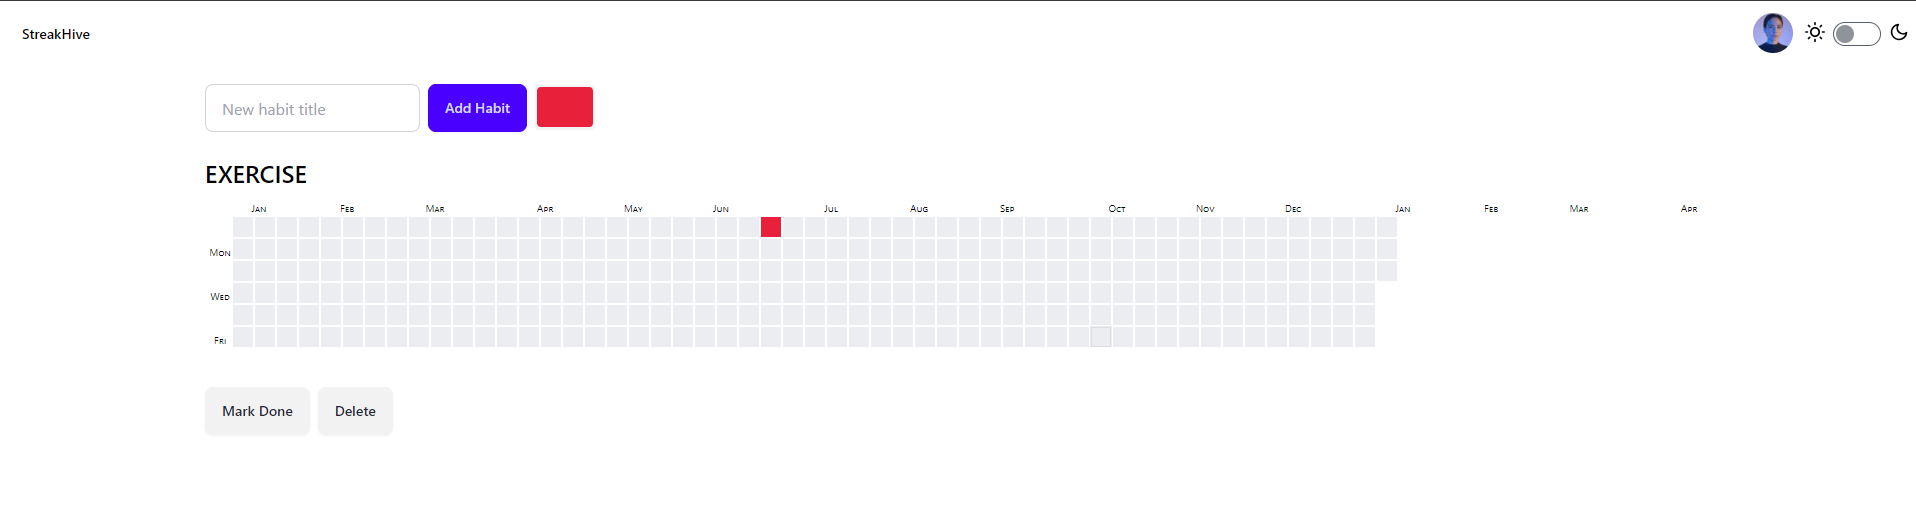 StreakHive
New habit title
Add Habit
EXERCISE
Jan Feb Mar Apr May Jun Jul Aug Sep Oct Nov Dec Jan Feb Mar Apr
Mon
Wed
Fri
Mark Done Delete